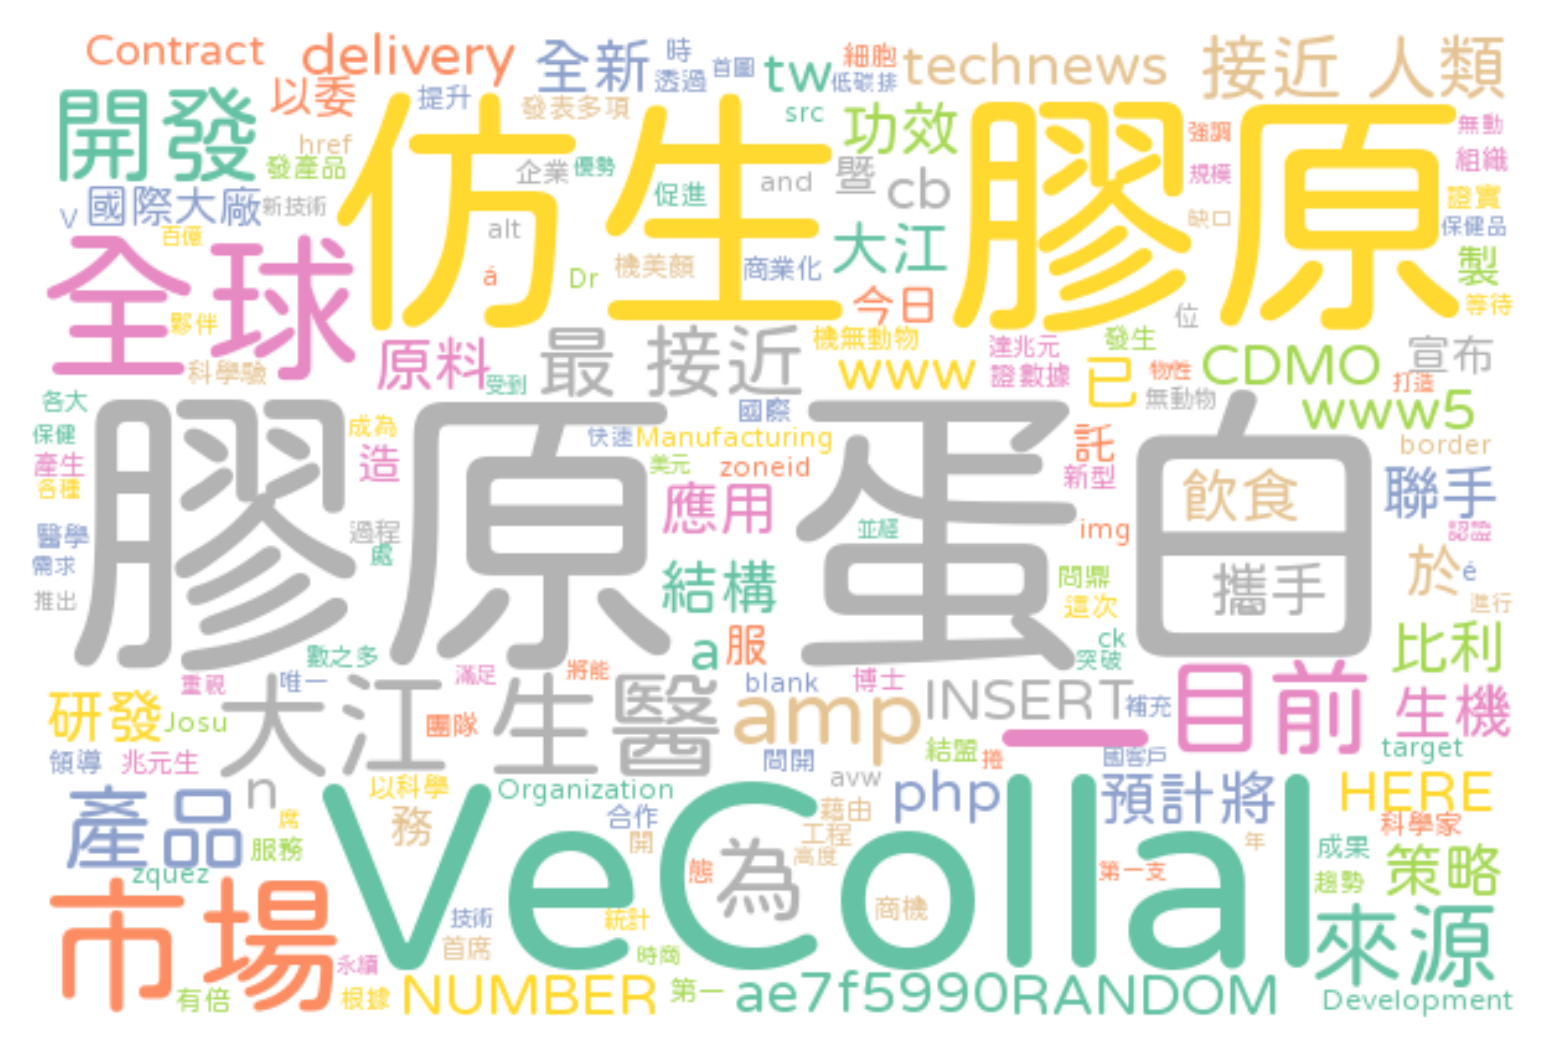 Contract delivery 全新 時 透過 首圖 tw 細胞 低碳排 technews 接近 人類
開發 以委 提升 發表多項 src 功效 強調 無動
href 發產品 仿生 膠原 企業 優勢 促進 and 暨 cb 規模 組織
V 國際大廠 新技術 百億 alt 大江 缺口 證實 保健品
全球 á Dr 機美顏 商業化 今日 位 製 等待
夥伴 科學驗 原料 受到 最 接近 機無動物 www 達兆元 證數據 發生 已 物性 無動物 CDMO 打造 宣布
各大 保健 產生 各種 成為 造 快速 Manufacturing 國際 美元 zoneid 託 新型 www5 border
膠原 蛋白 應用 並經 飲食 聯手
醫學 需求 推出 過程 處 結構 img 問鼎 這次 攜手 於 é 進行
數之多 a 服 ck 突破 比利
重視 唯一 滿足 將能 blank 博士 INSERT 補充 一 目前 生機
研發 Josu 大江 生醫 團隊 amp 結盟 國客戶 target
領導 兆元生 n 以科學 Organization 問開 avw php 預計將 HERE
產品 席 務 合作 開 藉由 工程 高度 年 科學家
zquez 服務 VeCollal 態 為 第一支 成果 趨勢 策略
市場 技術 首席 統計 時商 商機 來源
永續 有倍 根據 NUMBER 第一 ae7f5990 RANDOM Development